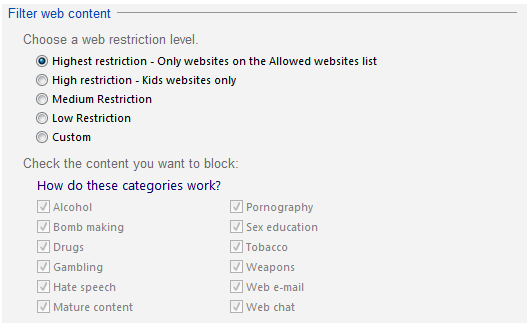 Filter web content
Choose a web restriction level.
Highest restriction - Only websites on the Allowed websites list
High restriction - Kids websites only
Medium Restriction
Low Restriction
Custom
Check the content you want to block:
How do these categories work?
Alcohol
Pornography
Bomb making
Sex education
Drugs
Tobacco
Gambling
Weapons
Hate speech
Web e-mail
Mature content
Web chat